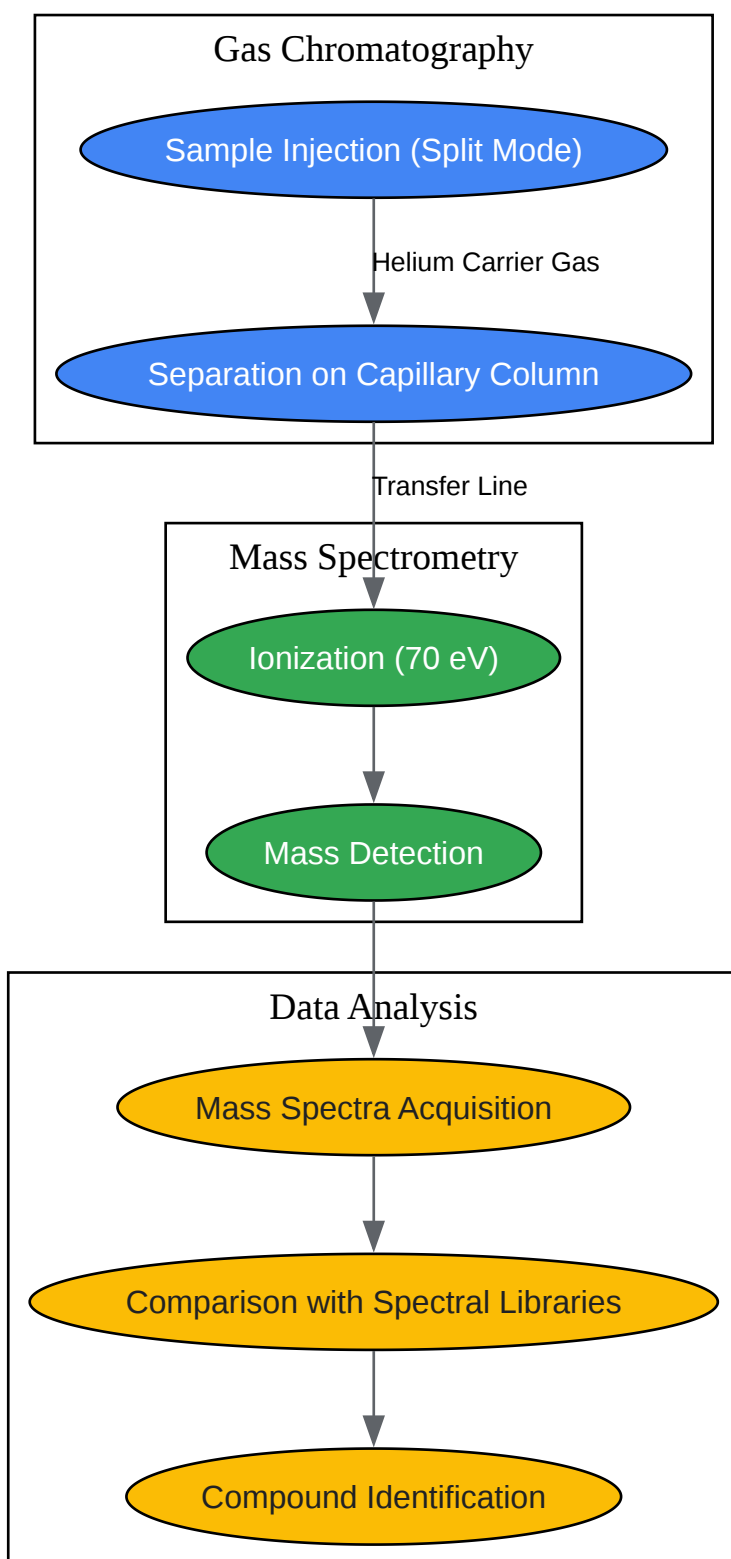 Gas Chromatography
Sample Injection (Split Mode)
Helium Carrier Gas
Separation on Capillary Column
Transfer Line
Mass Spectrometry
Ionization (70 eV)
Mass Detection
Data Analysis
Mass Spectra Acquisition
Comparison with Spectral Libraries
Compound Identification